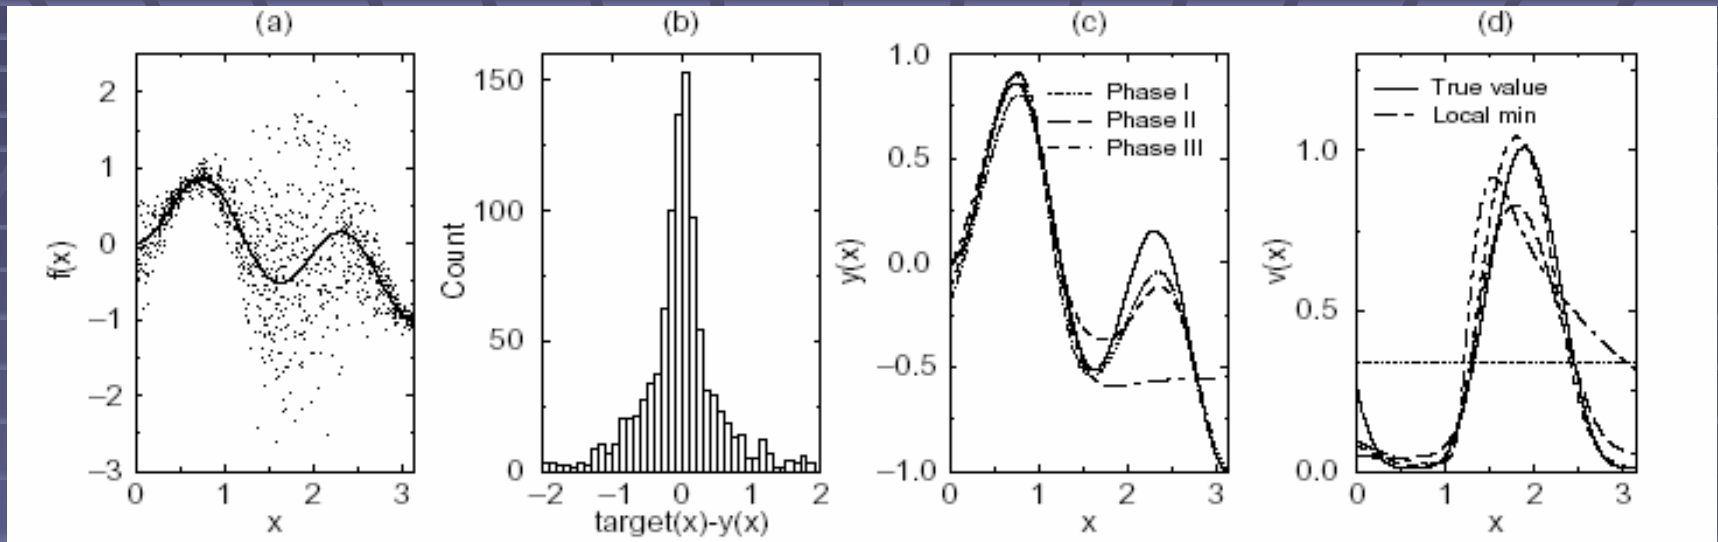 (a)
2
1
0
−1
−2
−3
f(x)
0 1 2 3
x
(b)
150
100
50
0
Count
−2 −1 0 1 2
target(x)-y(x)
(c)
1.0
0.5
0.0
−0.5
−1.0
y(x)
Phase I
Phase II
Phase III
0 1 2 3
x
(d)
1.0
0.5
0.0
v(x)
True value
Local min
0 1 2 3
x